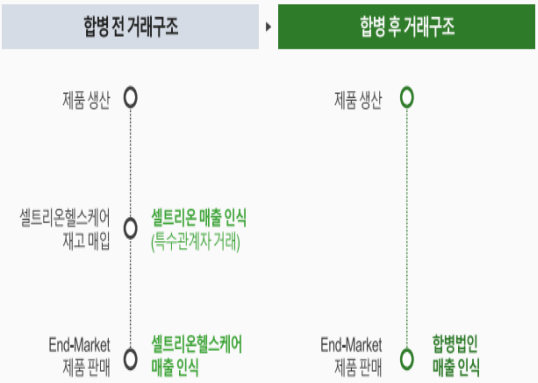 합병 전 거래구조
제품 생산
셀트리온헬스케어
재고 매입
셀트리온 매출 인식
(특수관계자 거래)
End-Market
제품 판매
셀트리온헬스케어
매출 인식
합병 후 거래구조
제품 생산
End-Market
제품 판매
합병법인
매출 인식